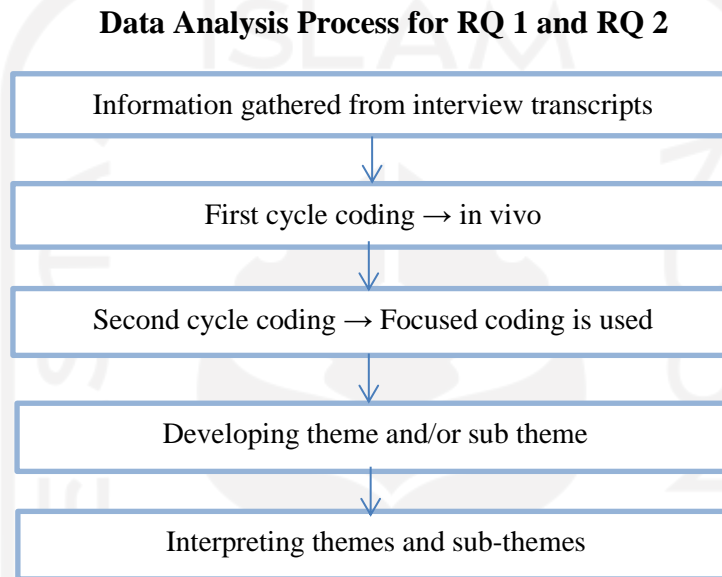 Data Analysis Process for RQ 1 and RQ 2
ISLAM
Information gathered from interview transcripts
First cycle coding → in vivo
Second cycle coding → Focused coding is used
Developing theme and/or sub theme
Interpreting themes and sub-themes